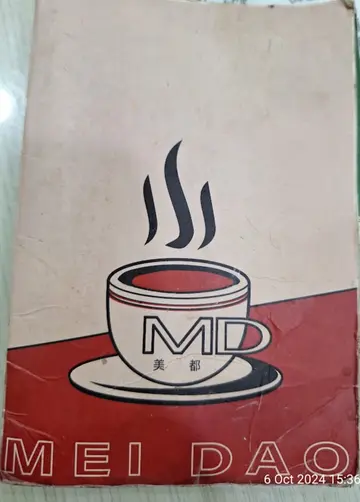 MD
美 都
MEI DAO
6 Oct 2024 15:36